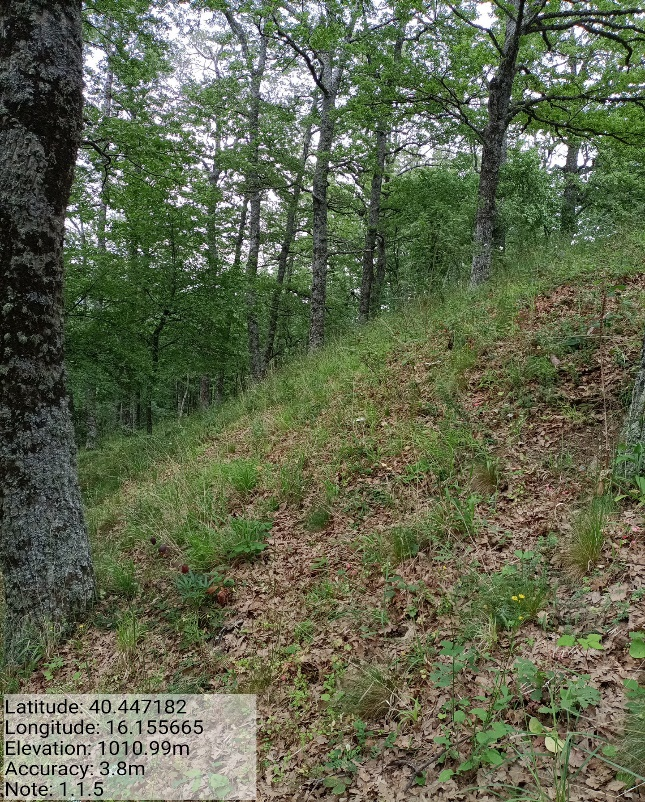 Latitude: 40.447182
Longitude: 16.155665
Elevation: 1010.99m
Accuracy: 3.8m
Note: 1.1.5